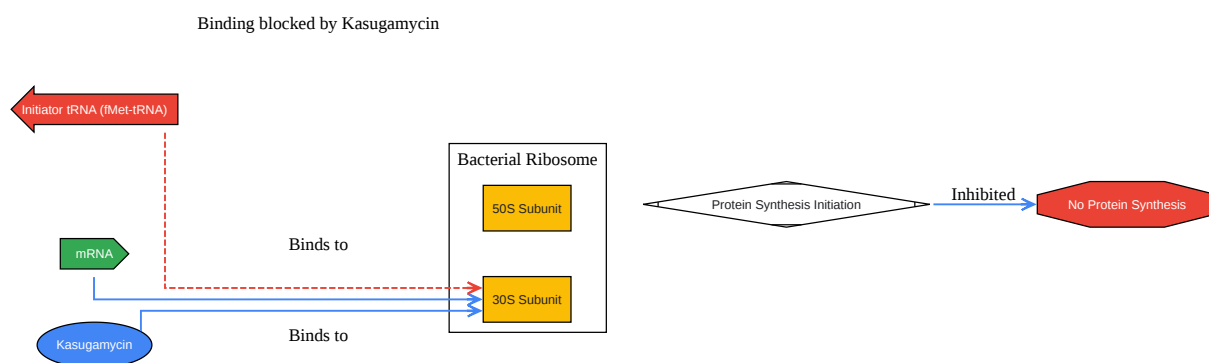 Binding blocked by Kasugamycin
Initiator tRNA (fMet-tRNA)
Bacterial Ribosome
50S Subunit
Protein Synthesis Initiation
Inhibited
No Protein Synthesis
mRNA
Binds to
30S Subunit
Kasugamycin
Binds to